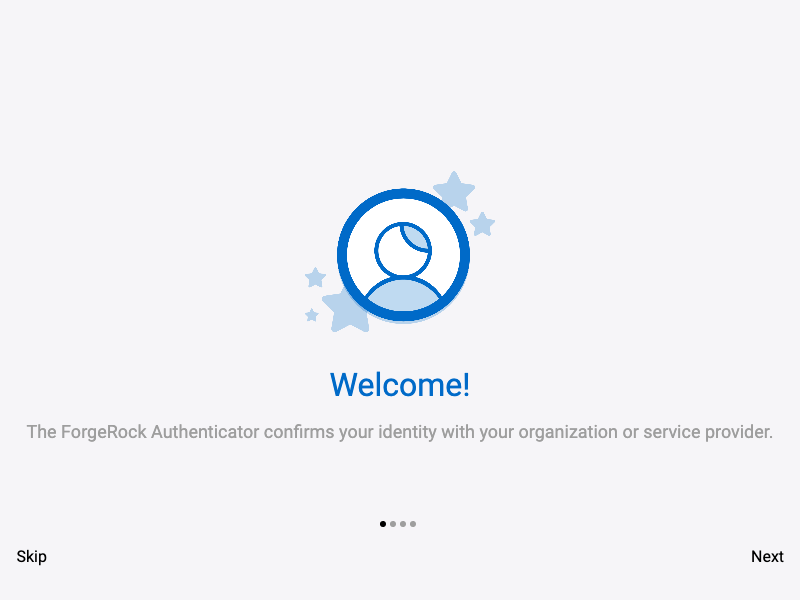 Welcome!
The ForgeRock Authenticator confirms your identity with your organization or service provider.
Skip
Next